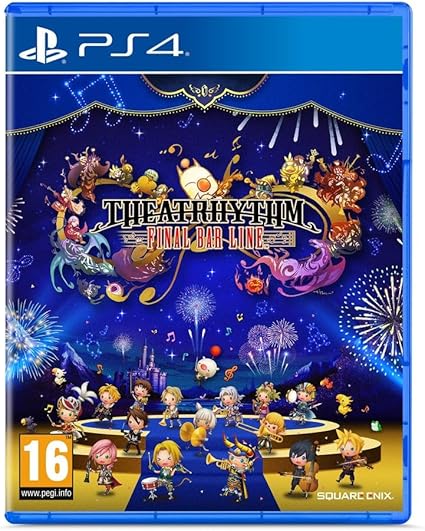 PS4
THEATRHYTHM
FINAL BAR LINE
16
www.pegi.info
SQUARE ENIX